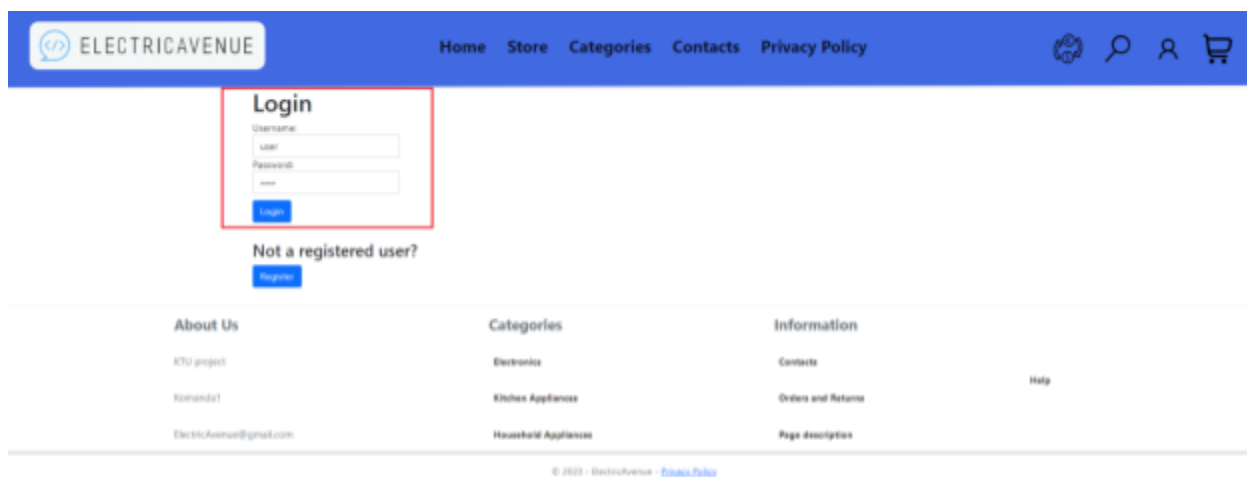 ELECTRICAVENUE
Home Store Categories Contacts Privacy Policy
Login
Username:
user
Password:
Login
Not a registered user?
Register
About Us Categories Information
KTU project Electronics Contacts
Help
Komanda1 Kitchen Appliances Orders and Returns
ElectricAvenue@gmail.com Household Appliances Page description
© 2023 - ElectricAvenue - Privacy Policy